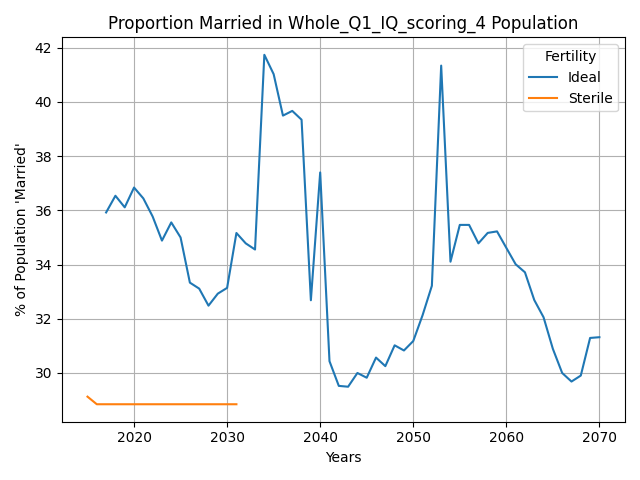 Proportion Married in Whole_Q1_IQ_scoring_4 Population
% of Population 'Married'
42
40
38
36
34
32
30
Fertility
Ideal
Sterile
2020 2030 2040 2050 2060 2070
Years